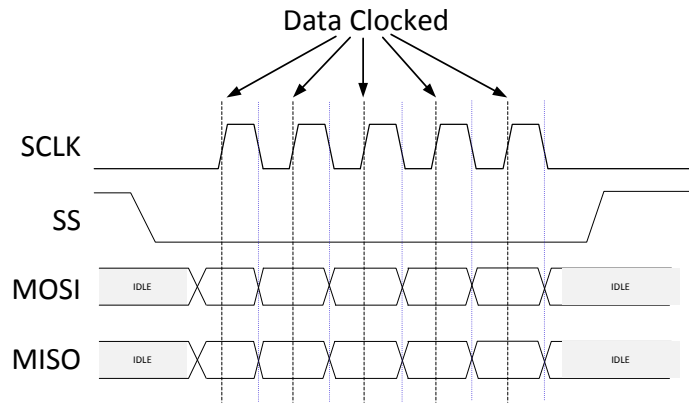 Data Clocked
SCLK
SS
MOSI
IDLE
IDLE
MISO
IDLE
IDLE